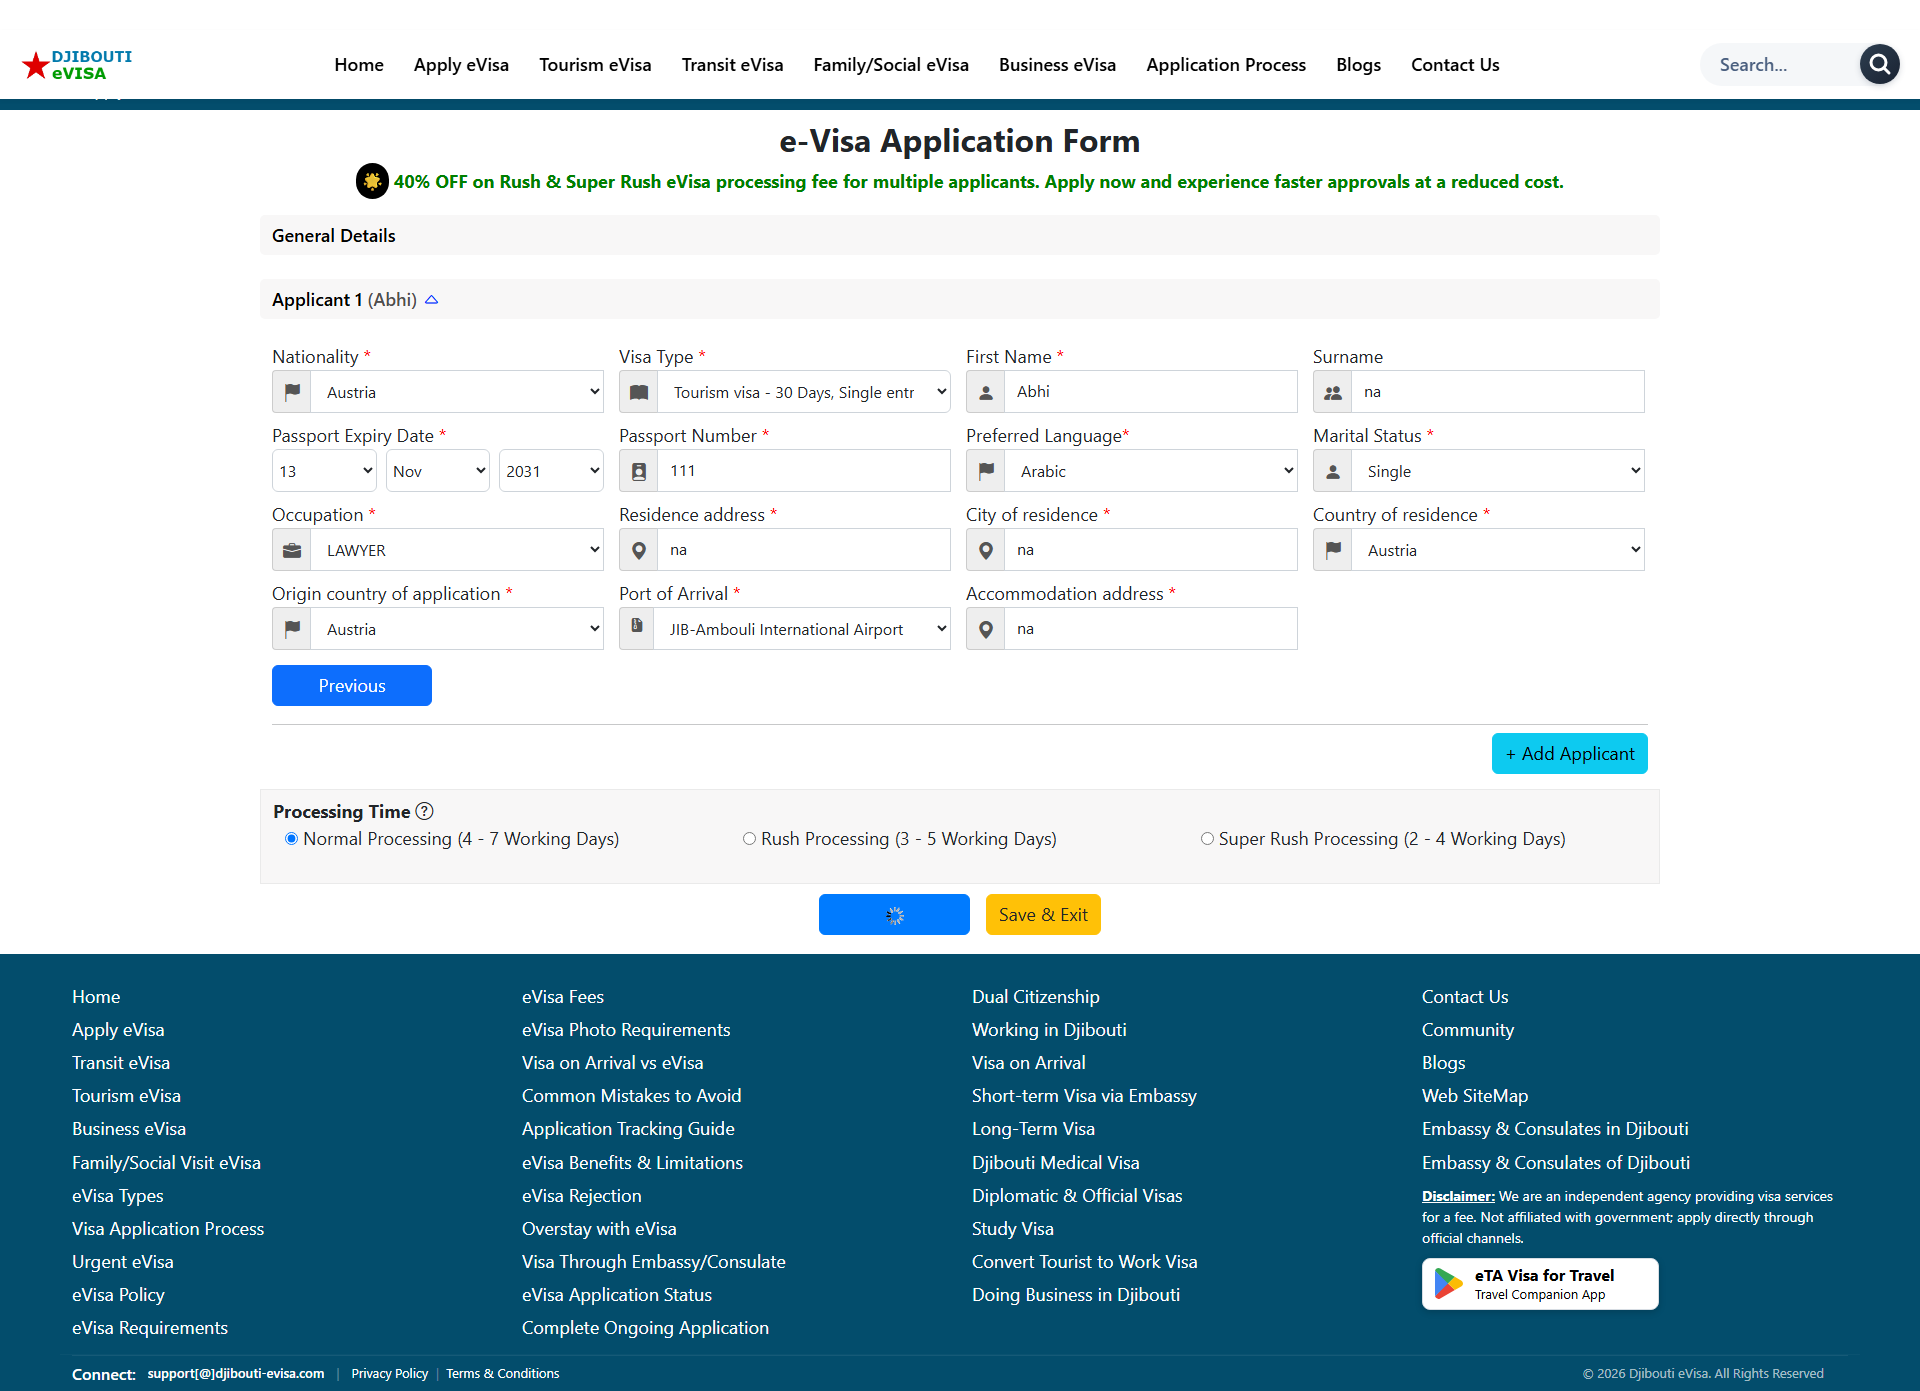 DJIBOUTI
eVISA
Home Apply eVisa Tourism eVisa Transit eVisa Family/Social eVisa Business eVisa Application Process Blogs Contact Us
Search...
e-Visa Application Form
40% OFF on Rush & Super Rush eVisa processing fee for multiple applicants. Apply now and experience faster approvals at a reduced cost.
General Details
Applicant 1 (Abhi)
Nationality * Visa Type * First Name * Surname
Austria Tourism visa - 30 Days, Single entr Abhi na
Passport Expiry Date * Passport Number * Preferred Language* Marital Status *
13 Nov 2031 111 Arabic Single
Occupation * Residence address * City of residence * Country of residence *
LAWYER na na Austria
Origin country of application * Port of Arrival * Accommodation address *
Austria JIB-Ambouli International Airport na
Previous
+ Add Applicant
Processing Time
Normal Processing (4 - 7 Working Days) Rush Processing (3 - 5 Working Days) Super Rush Processing (2 - 4 Working Days)
Save & Exit
Home
Apply eVisa
Transit eVisa
Tourism eVisa
Business eVisa
Family/Social Visit eVisa
eVisa Types
Visa Application Process
Urgent eVisa
eVisa Policy
eVisa Requirements
eVisa Fees
eVisa Photo Requirements
Visa on Arrival vs eVisa
Common Mistakes to Avoid
Application Tracking Guide
eVisa Benefits & Limitations
eVisa Rejection
Overstay with eVisa
Visa Through Embassy/Consulate
eVisa Application Status
Complete Ongoing Application
Dual Citizenship
Working in Djibouti
Visa on Arrival
Short-term Visa via Embassy
Long-Term Visa
Djibouti Medical Visa
Diplomatic & Official Visas
Study Visa
Convert Tourist to Work Visa
Doing Business in Djibouti
Contact Us
Community
Blogs
Web SiteMap
Embassy & Consulates in Djibouti
Embassy & Consulates of Djibouti
Disclaimer: We are an independent agency providing visa services
for a fee. Not affiliated with government; apply directly through
official channels.
eTA Visa for Travel
Travel Companion App
Connect: support[@]djibouti-evisa.com | Privacy Policy | Terms & Conditions
© 2026 Djibouti eVisa. All Rights Reserved